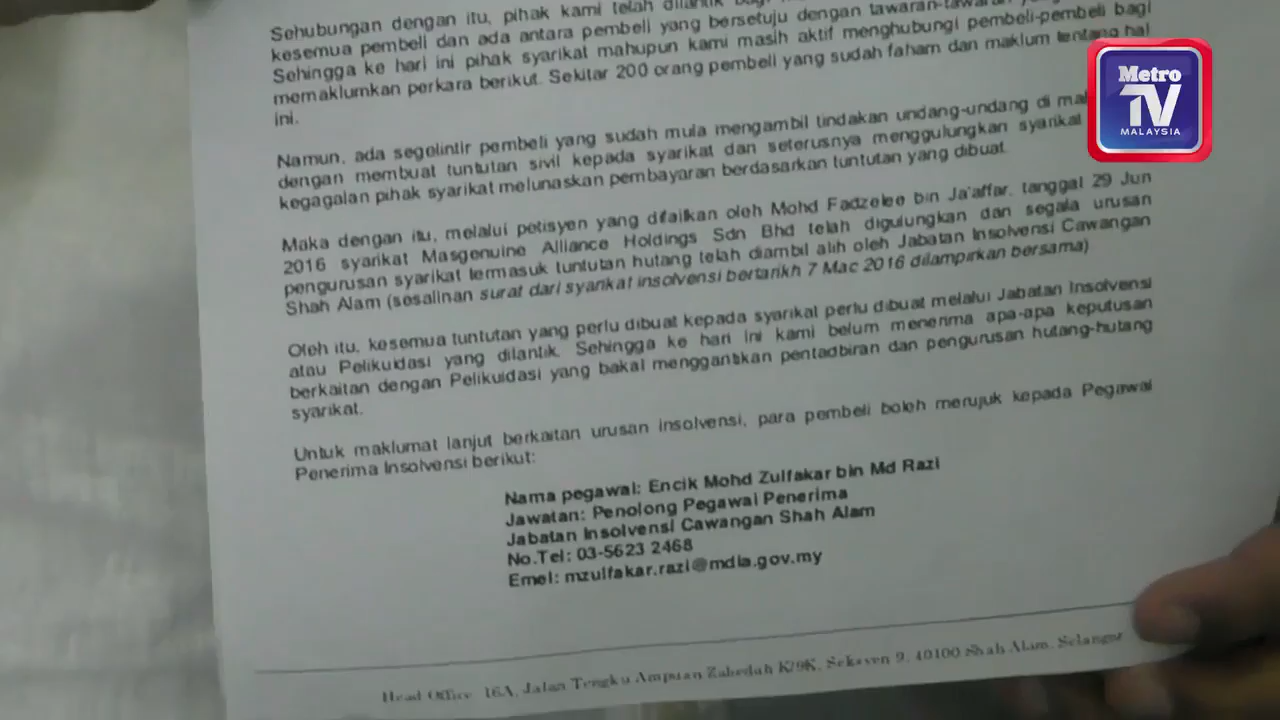 Sehubungan dengan itu, pihak kami telah dilantik bagi
kesemua pembeli dan ada antara pembeli yang bersetuju dengan tawaran-tawaran
Sehingga ke hari ini pihak syarikat mahupun kami masih aktif menghubungi pembeli-pembeli bagi
memaklumkan perkara berikut. Sekitar 200 orang pembeli yang sudah faham dan maklum tentang hal
ini.
Namun, ada segelintir pembeli yang sudah mula mengambil tindakan undang-undang di
dengan membuat tuntutan sivil kepada syarikat dan seterusnya menggulungkan syarikat
kegagalan pihak syarikat melunaskan pembayaran berdasarkan tuntutan yang dibuat.
Maka dengan itu, melalui petisyen yang difailkan oleh Mohd Fadzelee bin Ja'affar, tanggal 29 Jun
2016 syarikat Masgenuine Alliance Holdings Sdn Bhd telah digulungkan dan segala urusan
pengurusan syarikat termasuk tuntutan hutang telah diambil alih oleh Jabatan Insolvensi Cawangan
Shah Alam (sesalinan surat dari syarikat insolvensi bertarikh 7 Mac 2016 dilampirkan bersama)
Oleh itu, kesemua tuntutan yang perlu dibuat kepada syarikat perlu dibuat melalui Jabatan Insolvensi
atau Pelikuidasi yang dilantik. Sehingga ke hari ini kami belum menerima apa-apa keputusan
berkaitan dengan Pelikuidasi yang bakal menggantikan pentadbiran dan pengurusan hutang-hutang
syarikat.
Untuk maklumat lanjut berkaitan urusan insolvensi, para pembeli boleh merujuk kepada Pegawai
Penerima Insolvensi berikut:
Nama pegawai: Encik Mohd Zulfakar bin Md Razi
Jawatan: Penolong Pegawai Penerima
Jabatan Insolvensi Cawangan Shah Alam
No.Tel: 03-5623 2468
Emel: mzulfakar.razi@mdia.gov.my
Head Office 16A, Jalan Tengku Ampuan Zabedah K/9K, Seksyen 9, 40100 Shah Alam, Selangor
Metro
TV
MALAYSIA